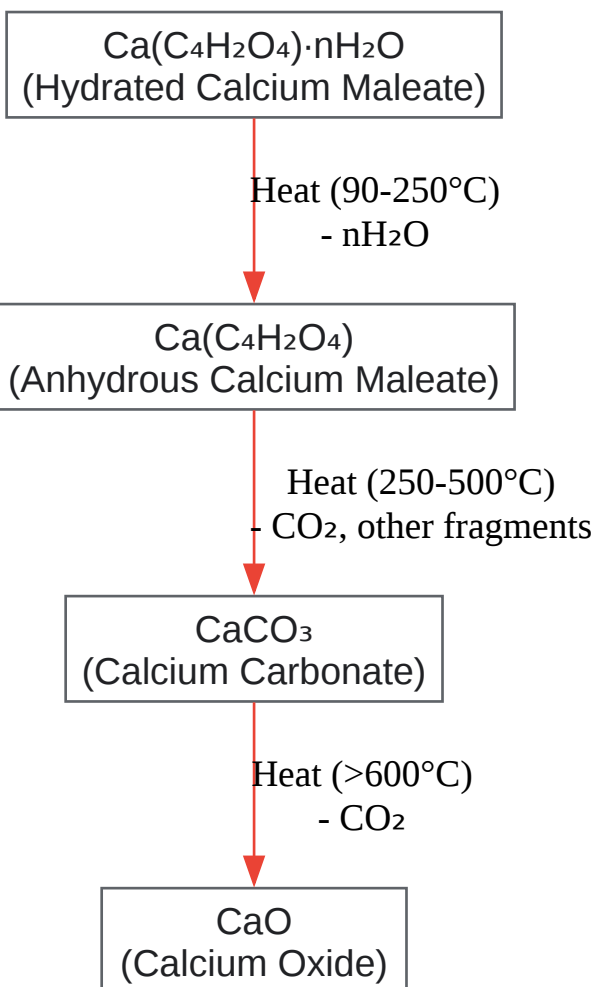 Ca(C₄H₂O₄)·nH₂O
(Hydrated Calcium Maleate)
Heat (90-250°C)
- nH₂O
Ca(C₄H₂O₄)
(Anhydrous Calcium Maleate)
Heat (250-500°C)
- CO₂, other fragments
CaCO₃
(Calcium Carbonate)
Heat (>600°C)
- CO₂
CaO
(Calcium Oxide)